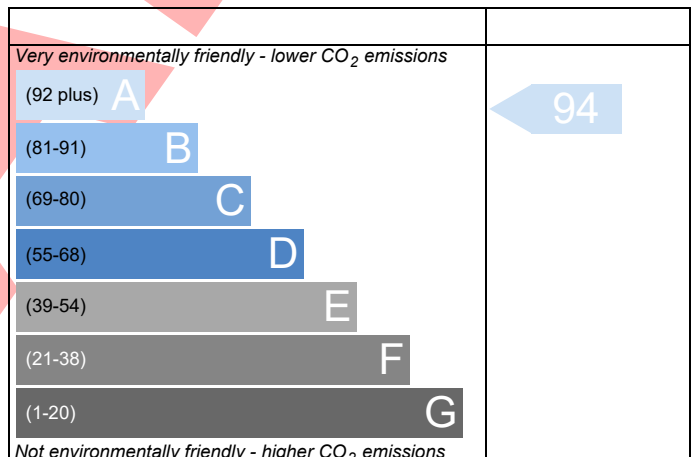 Very environmentally friendly - lower CO₂ emissions
(92 plus) A
94
(81-91) B
(69-80) C
(55-68) D
(39-54) E
(21-38) F
(1-20) G
Not environmentally friendly - higher CO₂ emissions